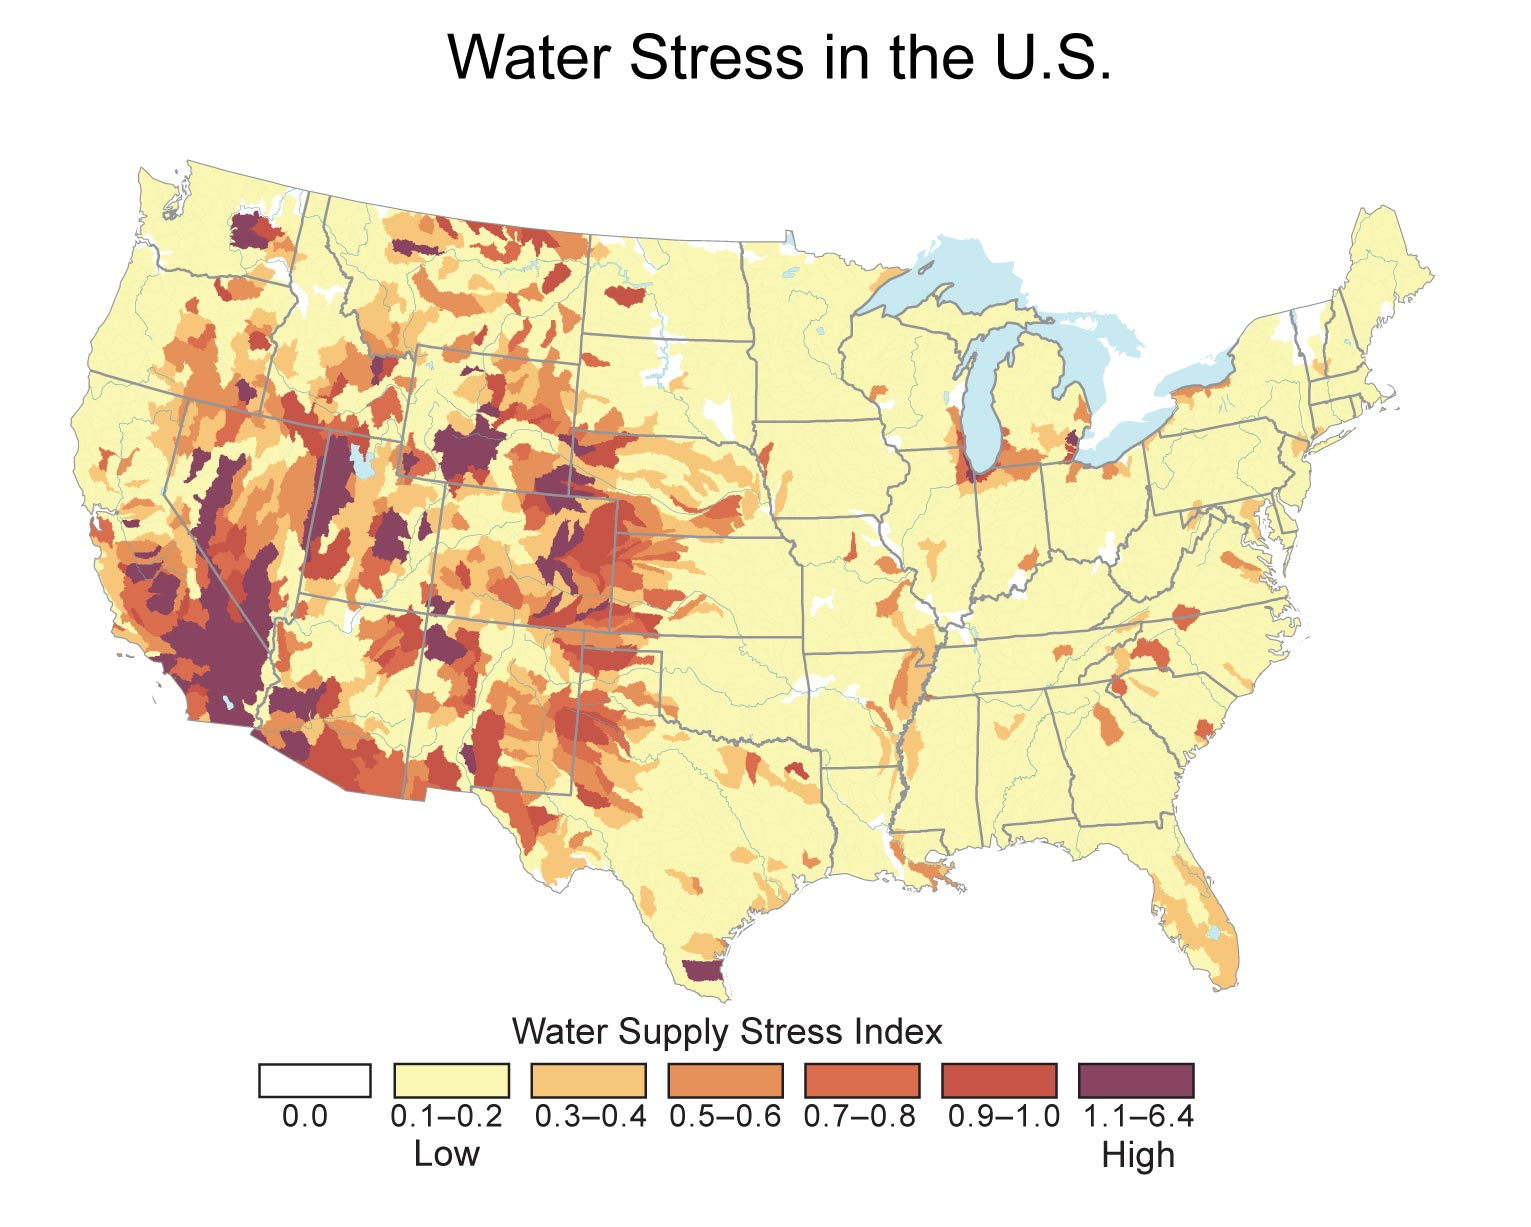 Water Stress in the U.S.
Water Supply Stress Index
0.0 0.1–0.2 0.3–0.4 0.5–0.6 0.7–0.8 0.9–1.0 1.1–6.4
Low High